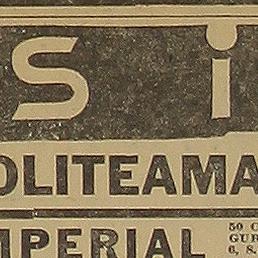 S i
OLITEAMA
MPERIAL
50 C
GUR
6, S.